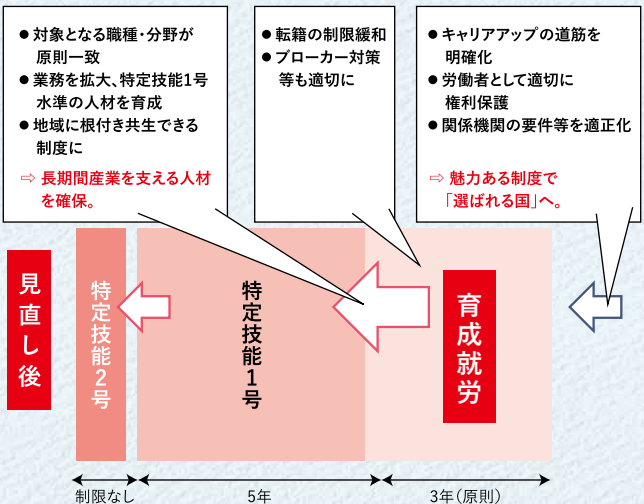 ●対象となる職種・分野が
原則一致
●業務を拡大、特定技能1号
水準の人材を育成
●地域に根付き共生できる
制度に
⇨ 長期間産業を支える人材
を確保。
●転籍の制限緩和
●ブローカー対策
等も適切に
●キャリアアップの道筋を
明確化
●労働者として適切に
権利保護
●関係機関の要件等を適正化
⇨ 魅力ある制度で
「選ばれる国」へ。
見直し後
特定技能2号
特定技能1号
育成就労
制限なし
5年
3年（原則）